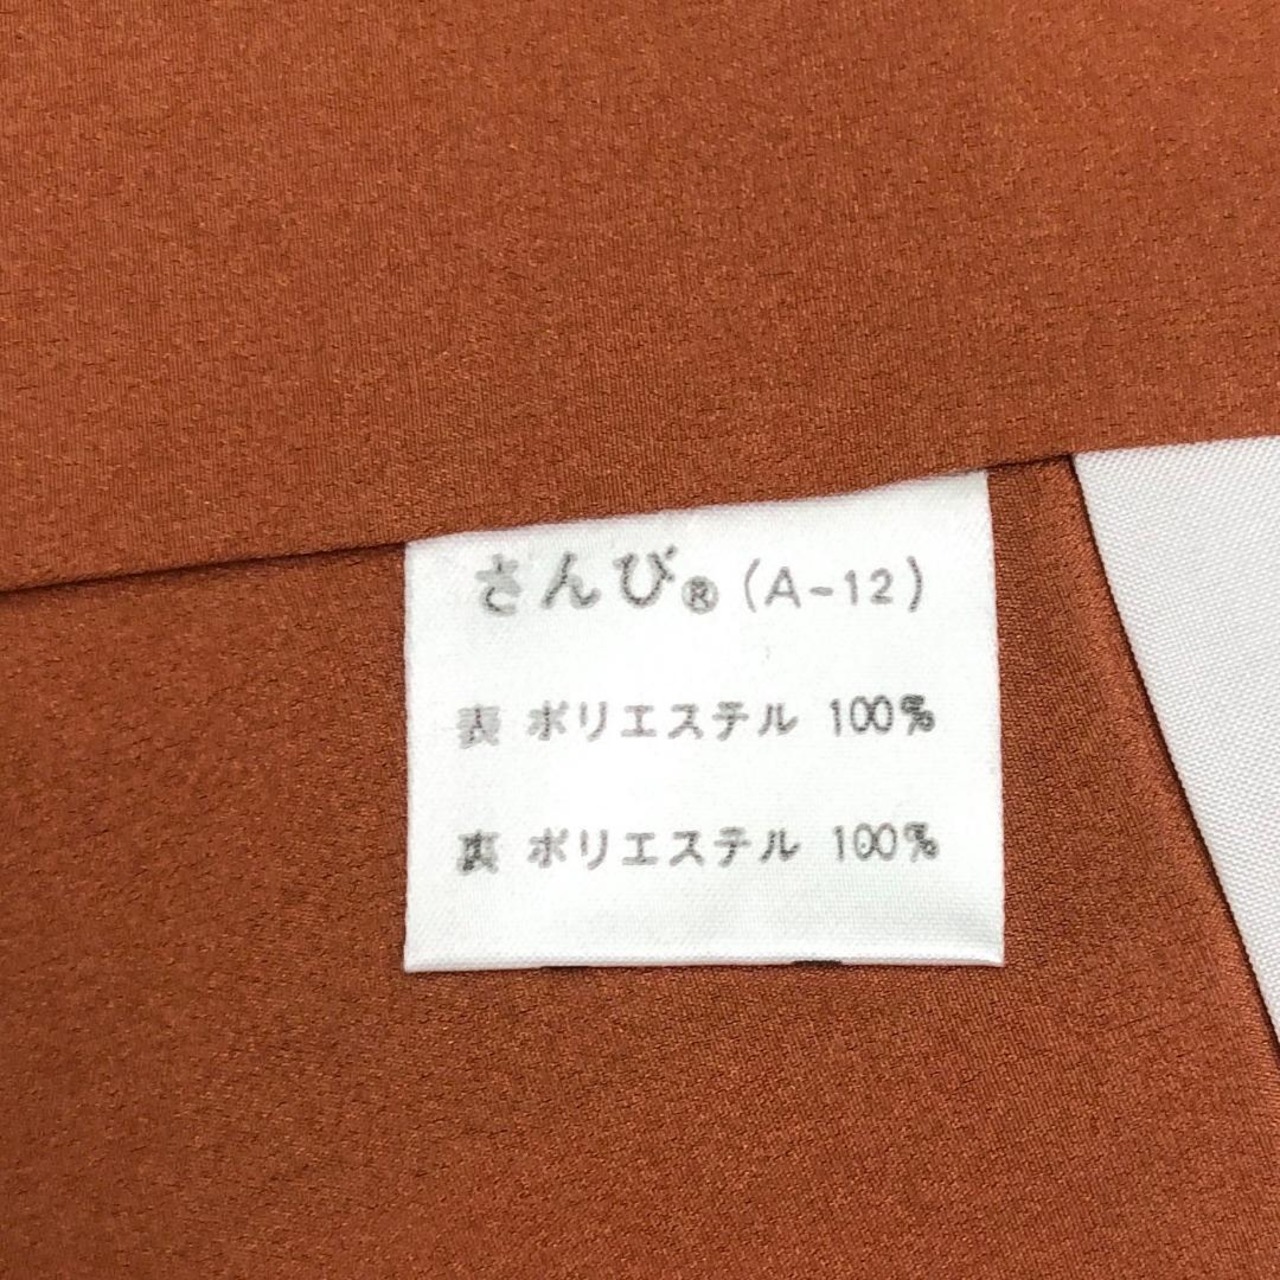 さんび® (A-12)
表 ポリエステル 100%
裏 ポリエステル 100%